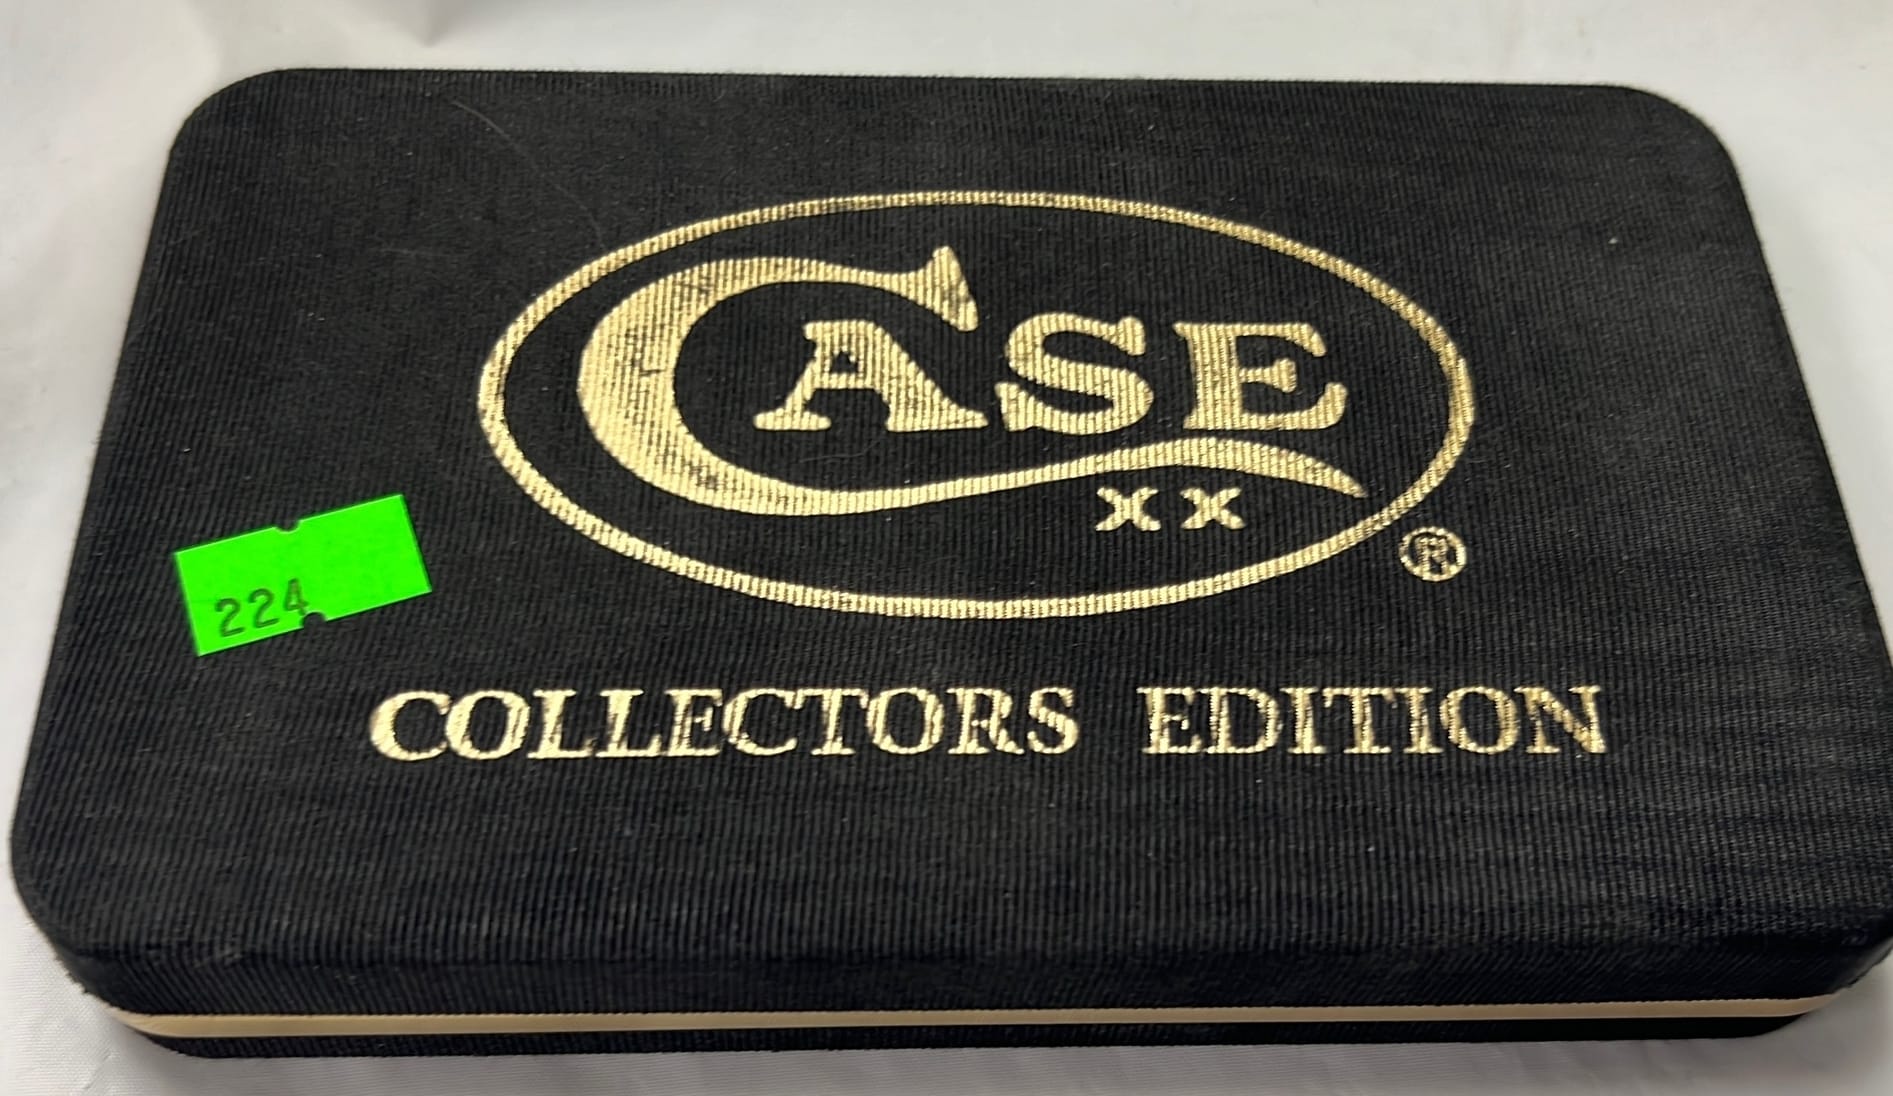 CASE
XX
®
224
COLLECTORS EDITION